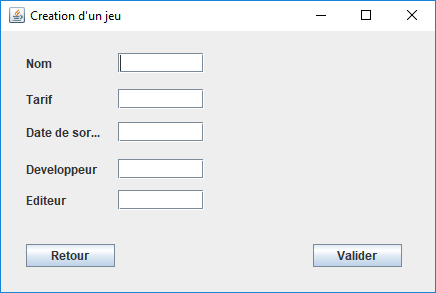 Creation d'un jeu
Nom
Tarif
Date de sor...
Developpeur
Editeur
Retour
Valider